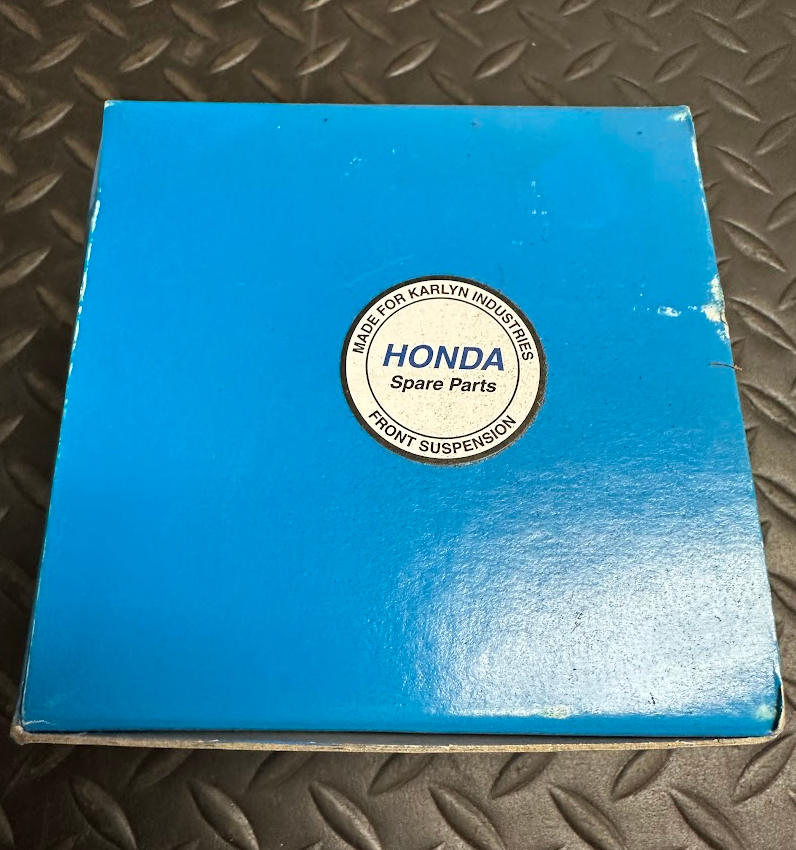 MADE FOR KARLYN INDUSTRIES
HONDA
Spare Parts
FRONT SUSPENSION